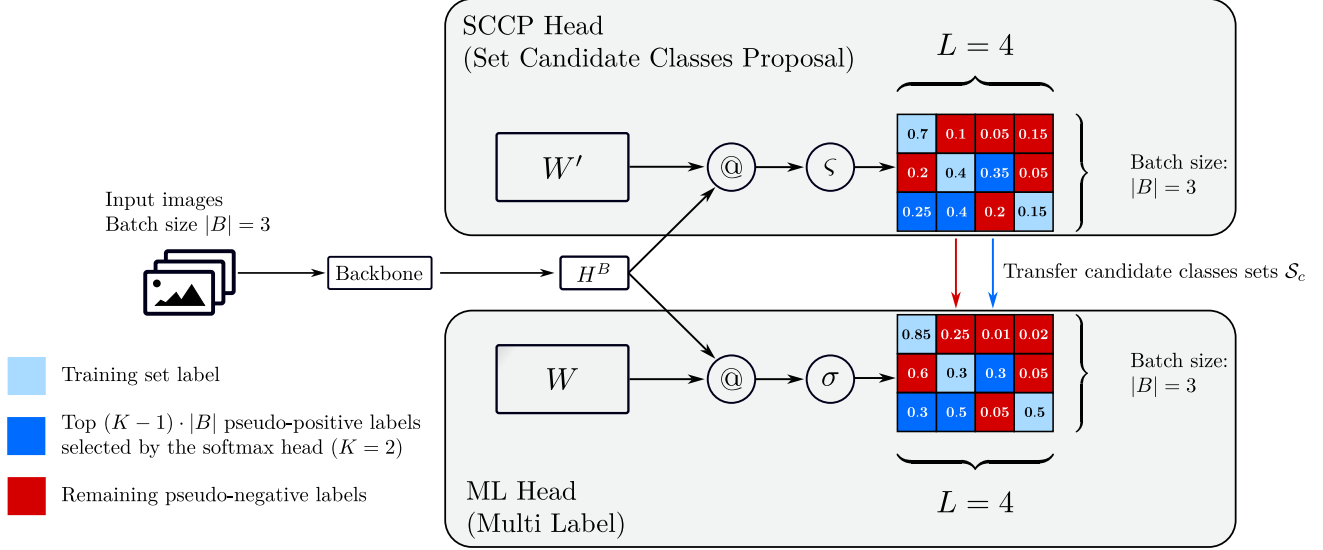 SCCP Head
(Set Candidate Classes Proposal)
L = 4
W′
@
ς
0.7 0.1 0.05 0.15
0.2 0.4 0.35 0.05
0.25 0.4 0.2 0.15
Batch size:
|B| = 3
Input images
Batch size |B| = 3
Backbone
H^B
Transfer candidate classes sets 𝒮_c
W
@
σ
0.85 0.25 0.01 0.02
0.6 0.3 0.3 0.05
0.3 0.5 0.05 0.5
Batch size:
|B| = 3
L = 4
ML Head
(Multi Label)
Training set label
Top (K − 1) · |B| pseudo-positive labels
selected by the softmax head (K = 2)
Remaining pseudo-negative labels